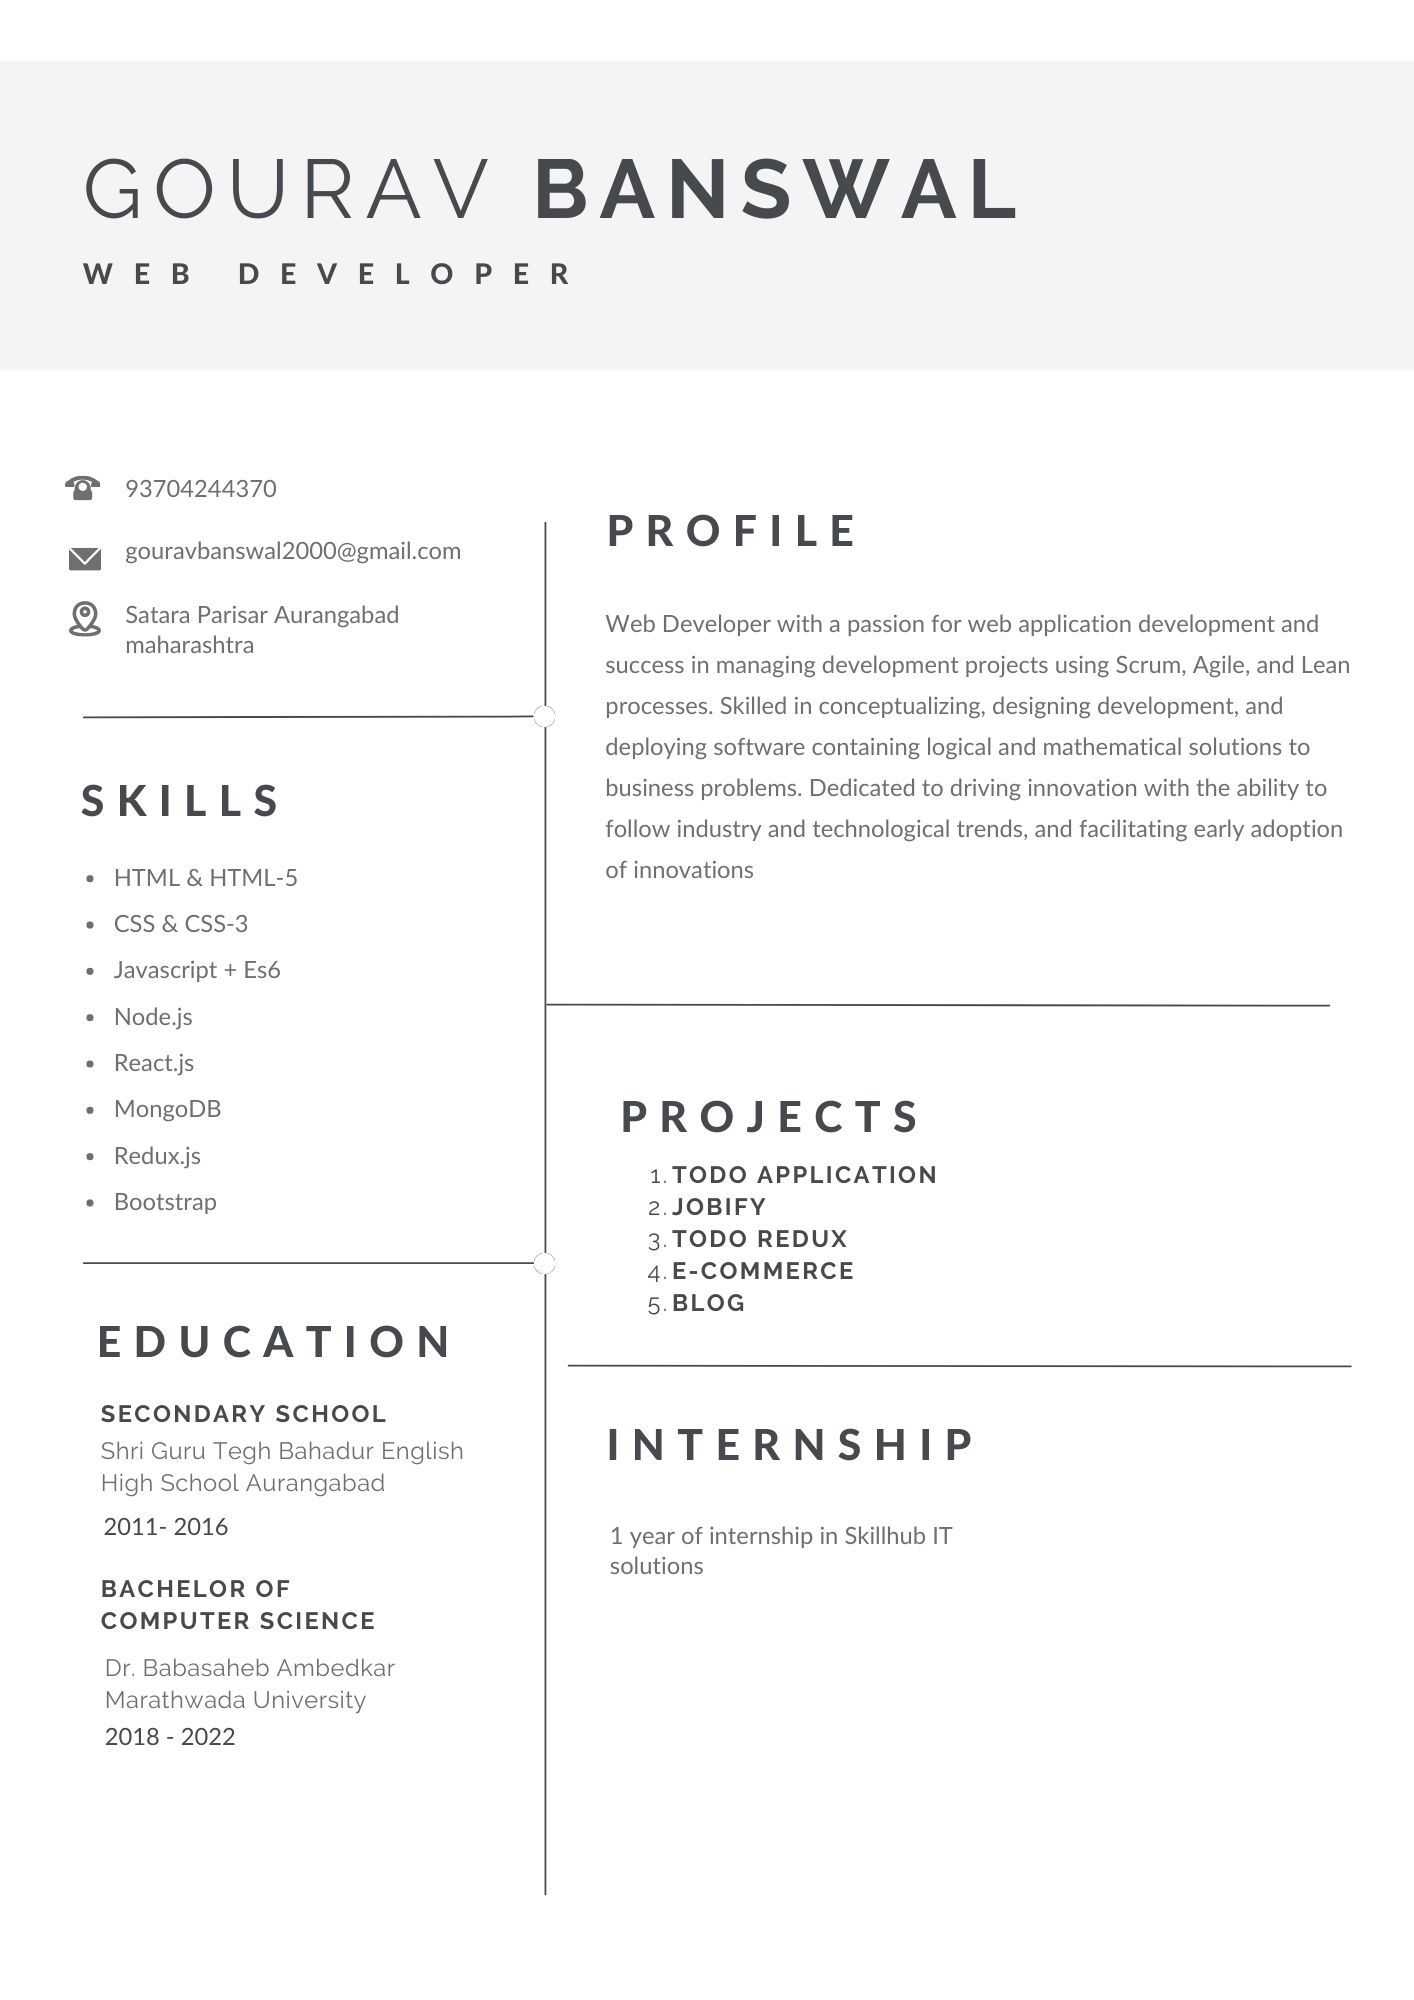 GOURAV BANSWAL
WEB DEVELOPER
93704244370
gouravbanswal2000@gmail.com
Satara Parisar Aurangabad
maharashtra
SKILLS
• HTML & HTML-5
• CSS & CSS-3
• Javascript + Es6
• Node.js
• React.js
• MongoDB
• Redux.js
• Bootstrap
EDUCATION
SECONDARY SCHOOL
Shri Guru Tegh Bahadur English
High School Aurangabad
2011- 2016
BACHELOR OF
COMPUTER SCIENCE
Dr. Babasaheb Ambedkar
Marathwada University
2018 - 2022
PROFILE
Web Developer with a passion for web application development and
success in managing development projects using Scrum, Agile, and Lean
processes. Skilled in conceptualizing, designing development, and
deploying software containing logical and mathematical solutions to
business problems. Dedicated to driving innovation with the ability to
follow industry and technological trends, and facilitating early adoption
of innovations
PROJECTS
1. TODO APPLICATION
2. JOBIFY
3. TODO REDUX
4. E-COMMERCE
5. BLOG
INTERNSHIP
1 year of internship in Skillhub IT
solutions